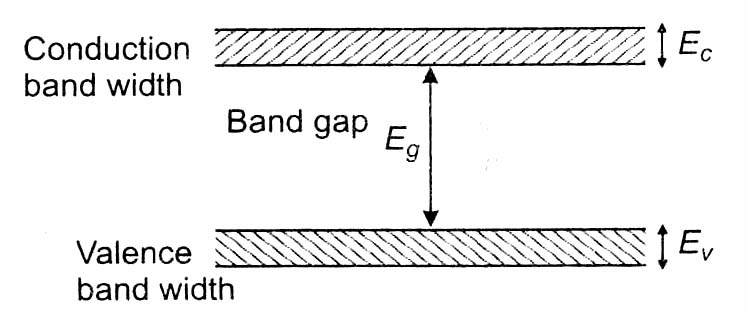 Conduction
band width
E_c
Band gap
E_g
Valence
band width
E_v